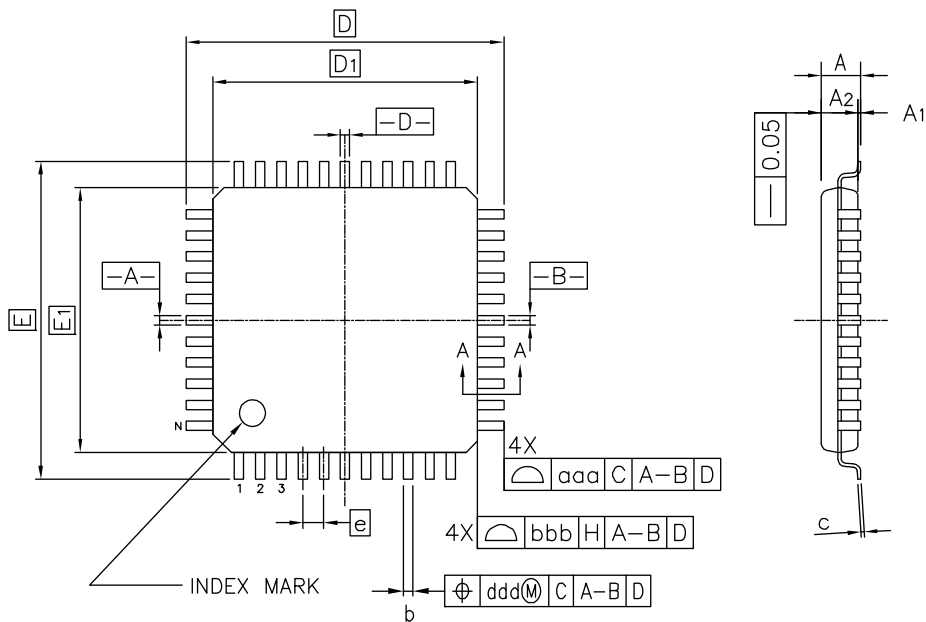 D
D1
A
A2
A1
-D-
— 0.05
-A-
-B-
E
E1
A A
N
4X
⌓ aaa C A-B D
1 2 3
e
4X ⌓ bbb H A-B D
c
INDEX MARK
⌖ ddd Ⓜ C A-B D
b